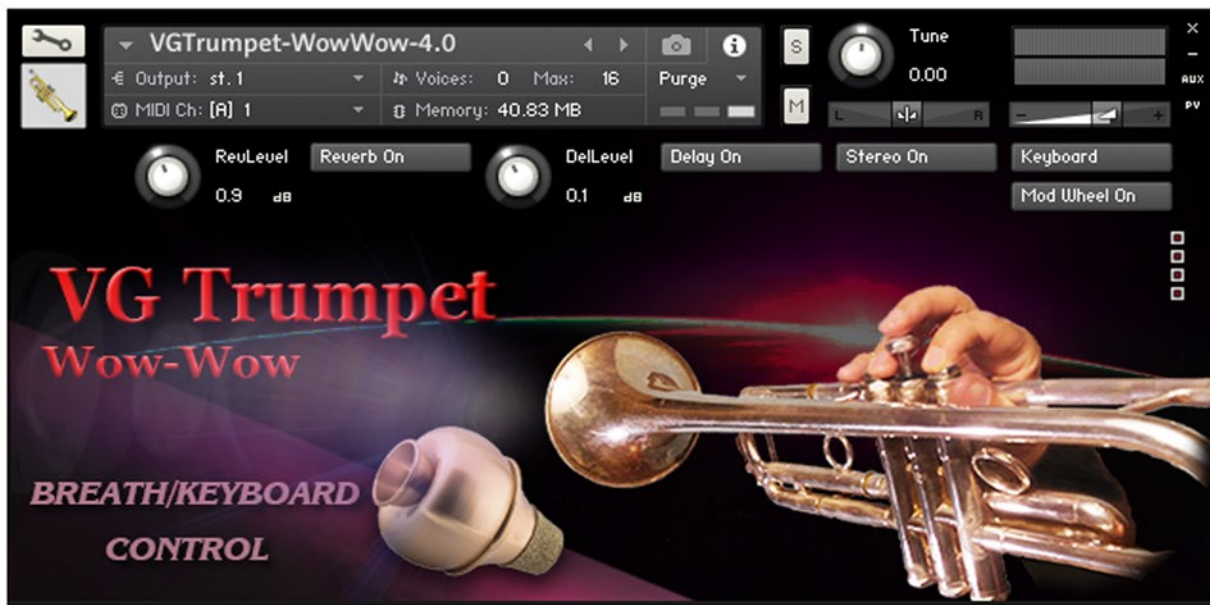 VGTrumpet-WowWow-4.0
Output: st. 1
Voices: 0 Max: 16
Purge
MIDI Ch: [A] 1
Memory: 40.83 MB
S
M
Tune
0.00
L R
- +
×
–
AUX
PV
RevLevel
0.9 dB
Reverb On
DelLevel
0.1 dB
Delay On
Stereo On
Keyboard
Mod Wheel On
VG Trumpet
Wow-Wow
BREATH/KEYBOARD
CONTROL